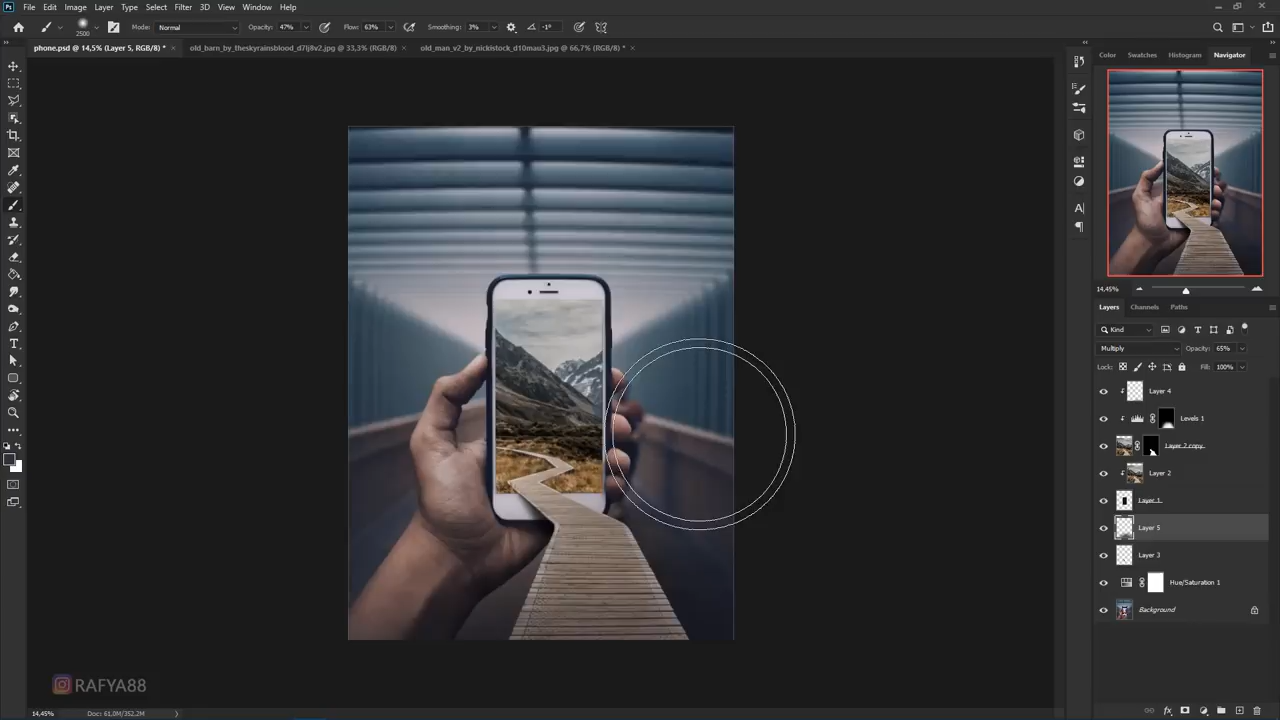 File Edit Image Layer Type Select Filter 3D View Window Help
2500 Mode: Normal Opacity: 47% Flow: 63% Smoothing: 3% -1°
phone.psd @ 14,5% (Layer 5, RGB/8) * × old_barn_by_theskyrainsblood_d7lj8v2.jpg @ 33,3% (RGB/8) × old_man_v2_by_nickistock_d10mau3.jpg @ 66,7% (RGB/8) * ×
Color Swatches Histogram Navigator
14,45%
Layers Channels Paths
Kind
Multiply Opacity: 65%
Lock: Fill: 100%
Layer 4
Levels 1
Layer 2 copy
Layer 2
Layer 1
Layer 5
Layer 3
Hue/Saturation 1
Background
RAFYA88
14,45% Doc: 61,0M/352,2M